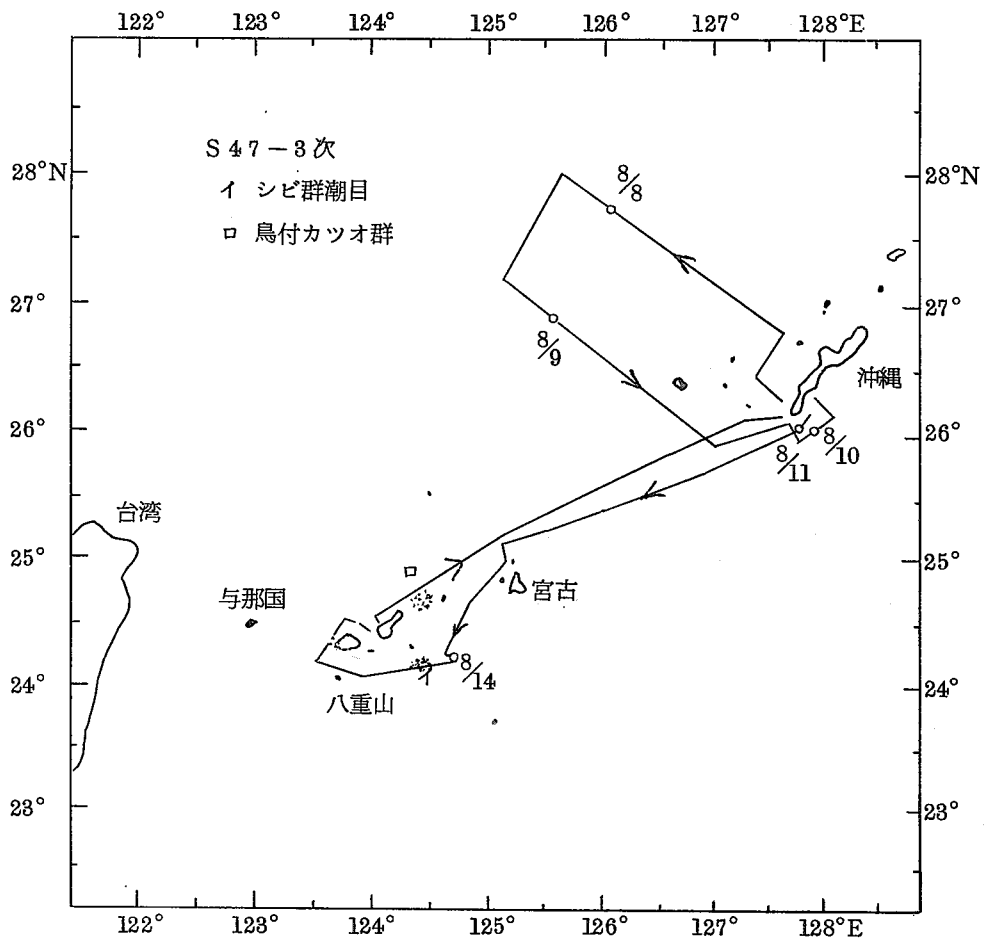 122° 123° 124° 125° 126° 127° 128°E
S47-3次
イ シビ群潮目
ロ 鳥付カツオ群
28°N 28°N
8/8
27° 27°
8/9
沖縄
26° 26°
8/10
8/11
台湾
25° 25°
ロ
宮古
与那国
イ
8/14
24° 24°
八重山
23° 23°
122° 123° 124° 125° 126° 127° 128°E